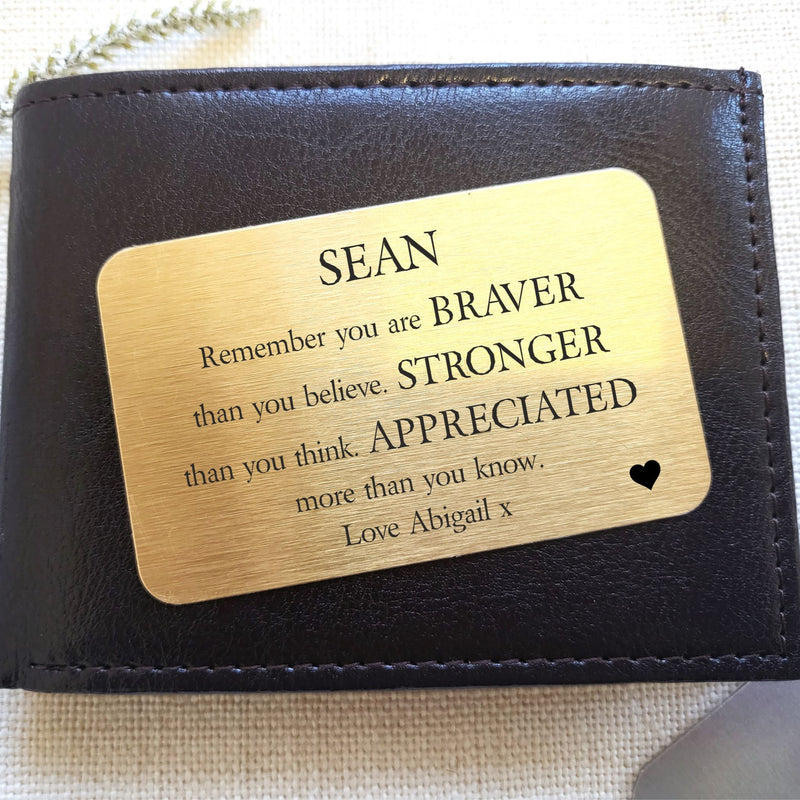 SEAN
Remember you are BRAVER
than you believe. STRONGER
than you think. APPRECIATED
more than you know.
Love Abigail x